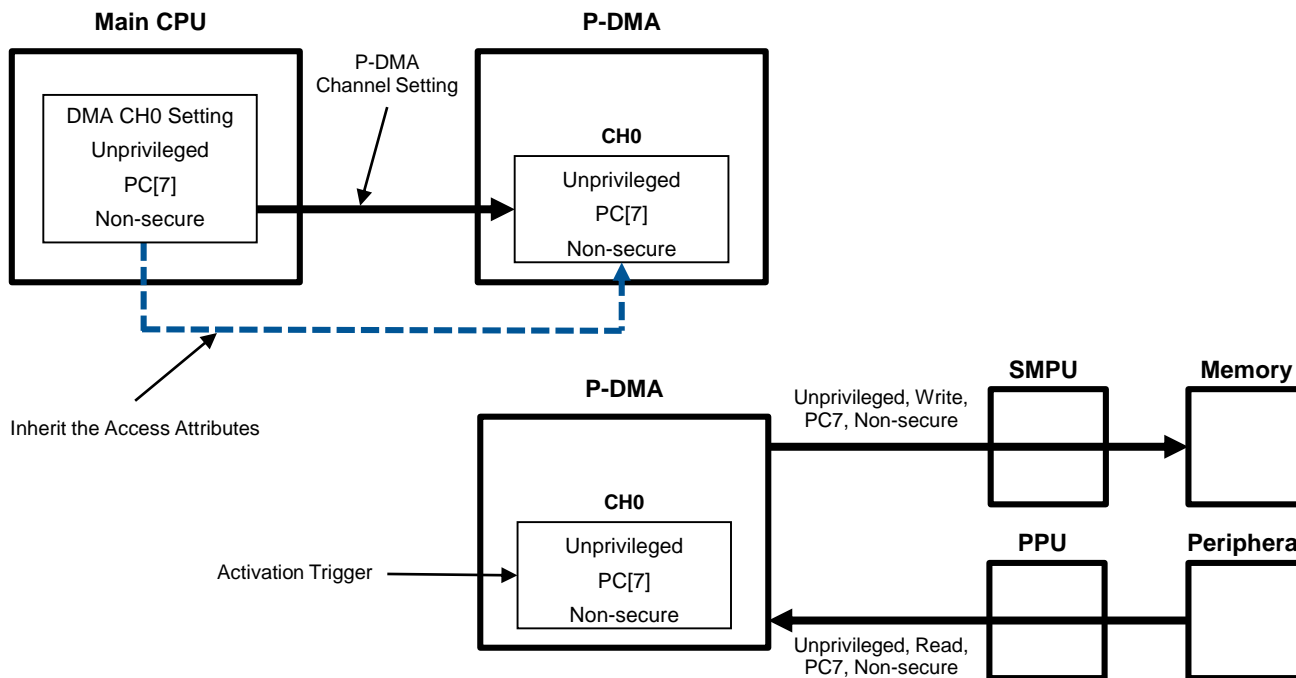 Main CPU
P-DMA
P-DMA
Channel Setting
DMA CH0 Setting
Unprivileged
PC[7]
Non-secure
CH0
Unprivileged
PC[7]
Non-secure
Inherit the Access Attributes
P-DMA
SMPU
Memory
Unprivileged, Write,
PC7, Non-secure
CH0
Unprivileged
PC[7]
Non-secure
Activation Trigger
PPU
Periphera
Unprivileged, Read,
PC7, Non-secure